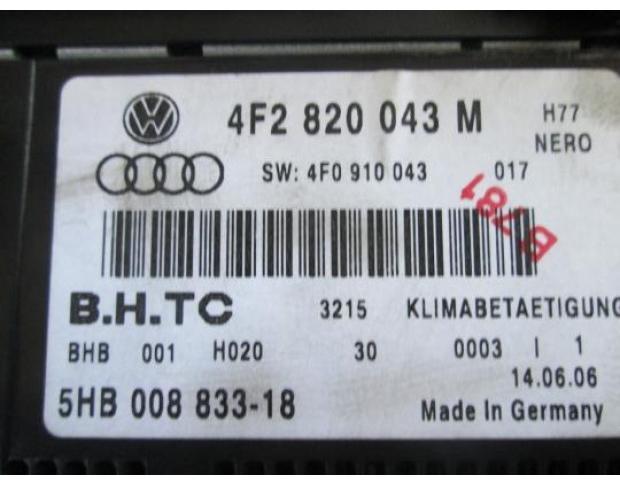 4F2 820 043 M H77
NERO
SW: 4F0 910 043 017
B781
B.H.TC 3215 KLIMABETAETIGUNG
BHB 001 H020 30 0003 | 1
14.06.06
5HB 008 833-18 Made In Germany